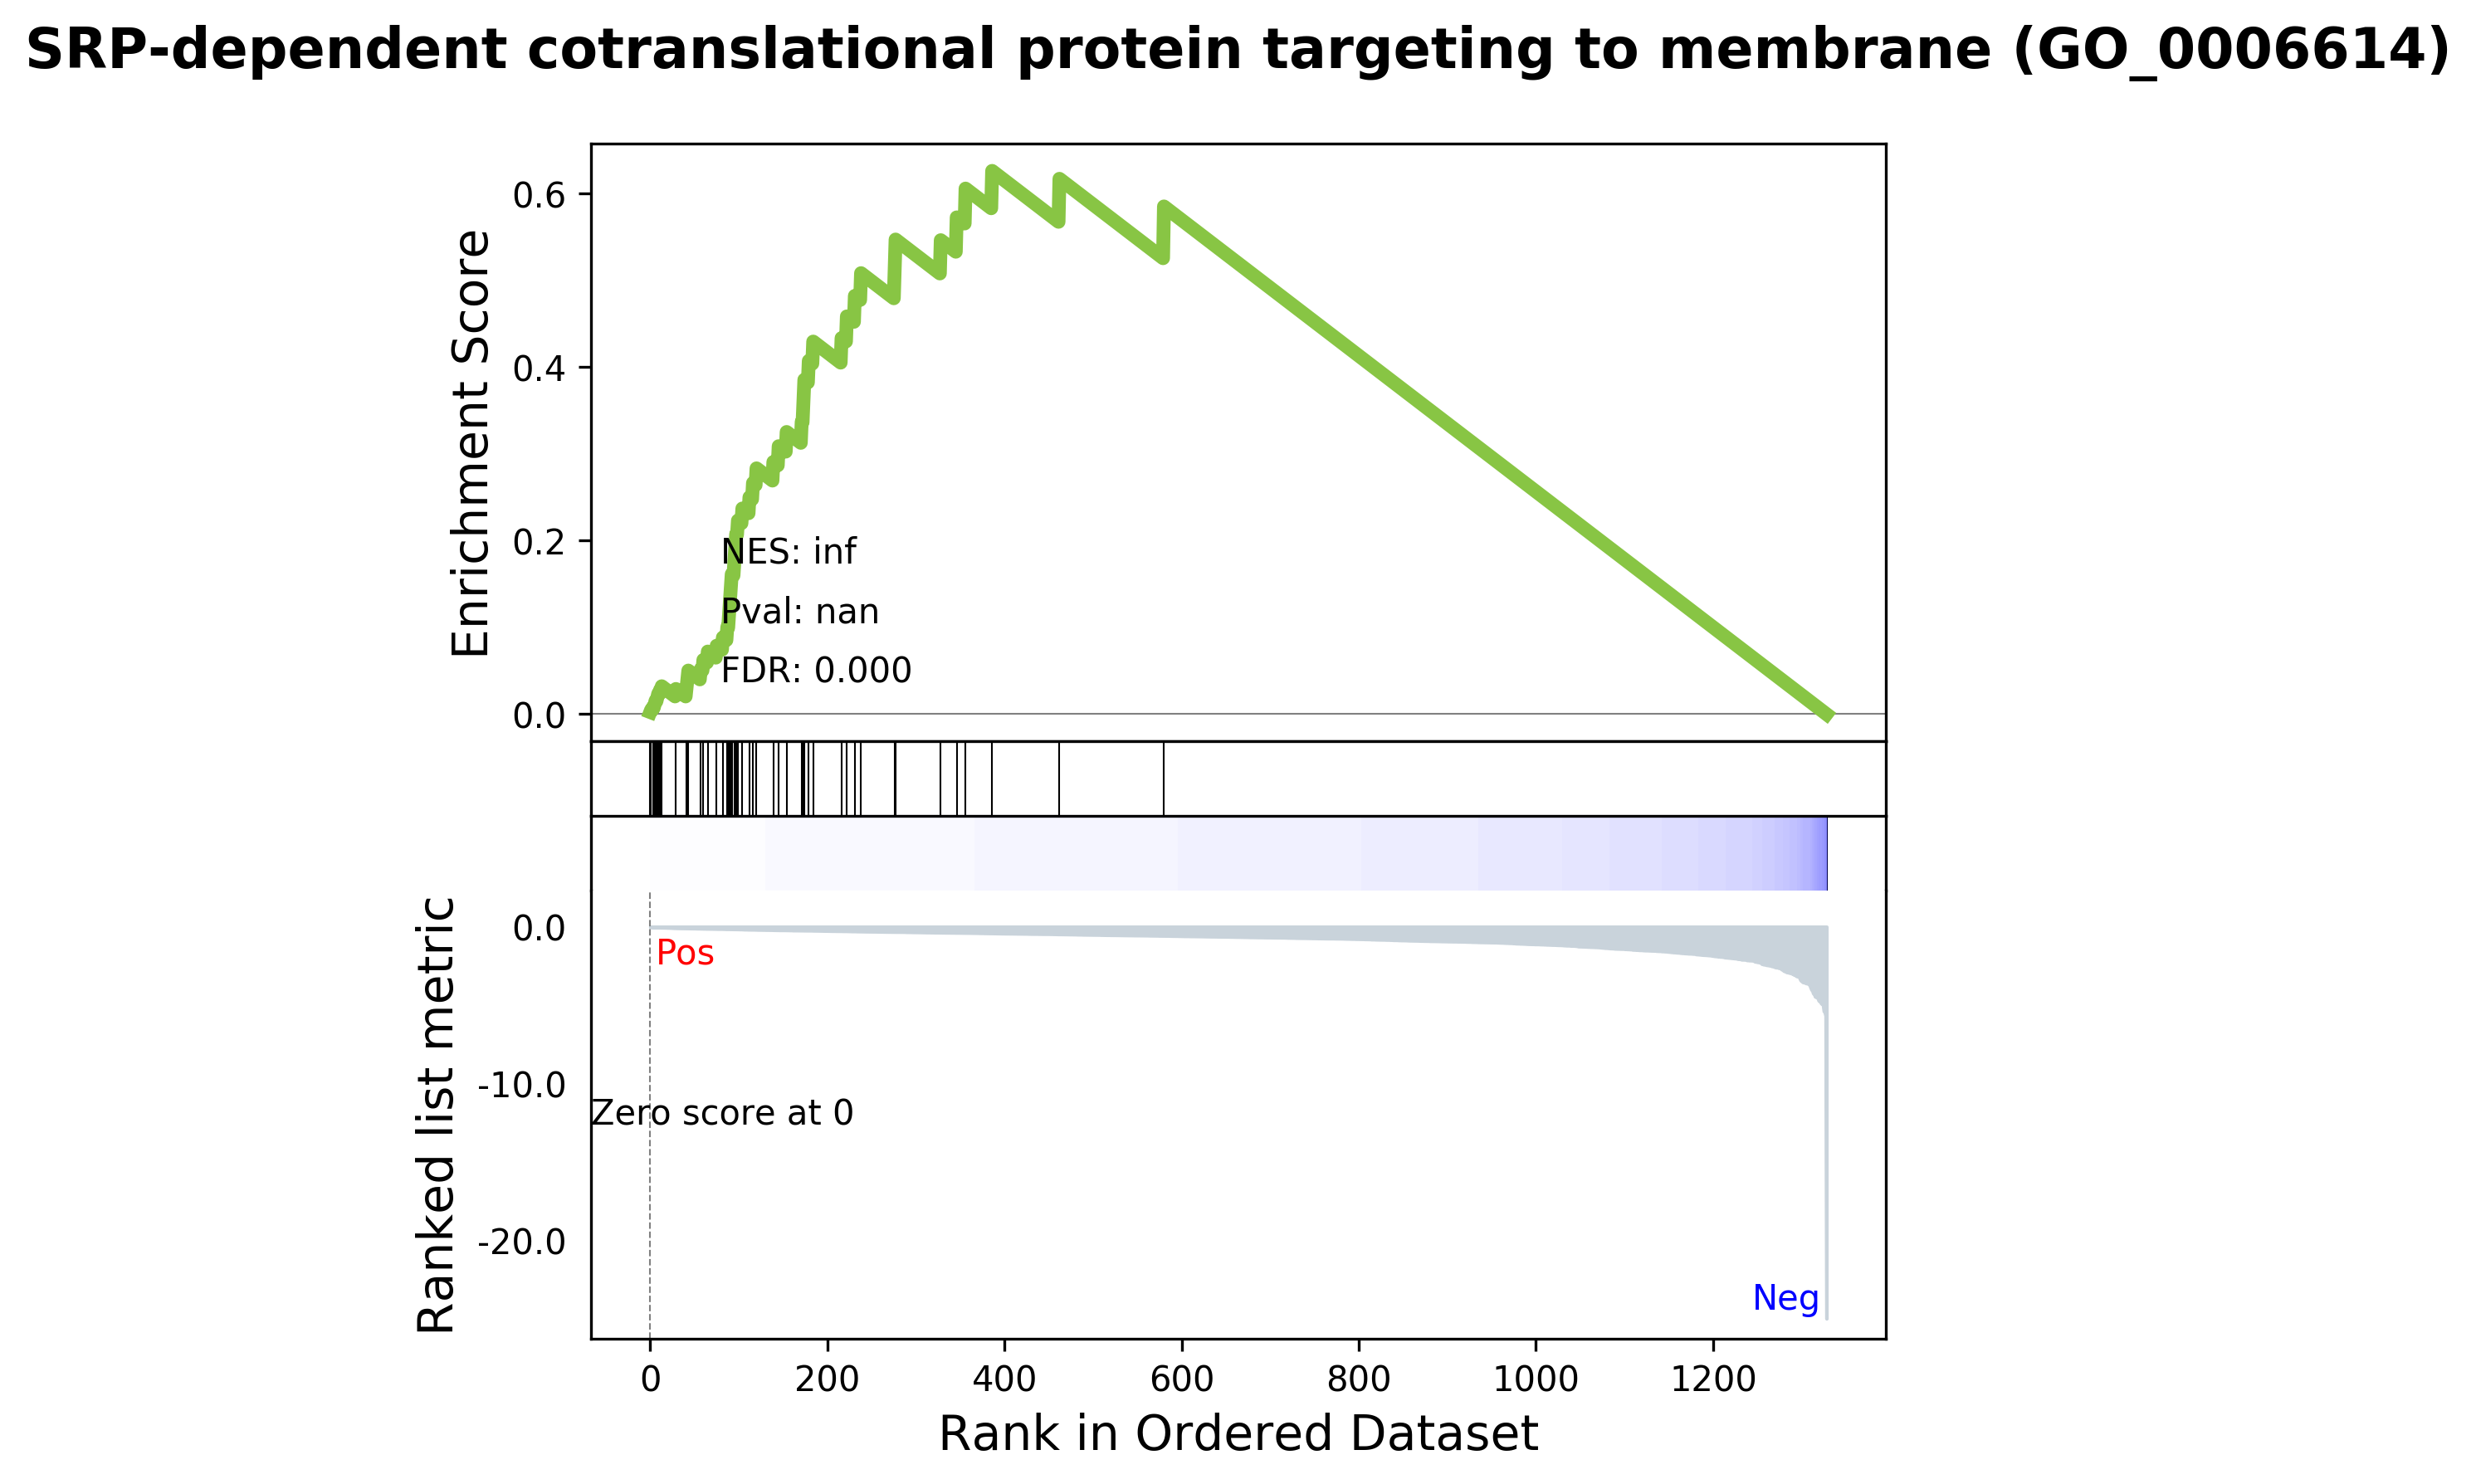 SRP-dependent cotranslational protein targeting to membrane (GO_0006614)
Enrichment Score
0.6
0.4
0.2
0.0
NES: inf
Pval: nan
FDR: 0.000
Ranked list metric
0.0
-10.0
-20.0
Pos
Zero score at 0
Neg
0 200 400 600 800 1000 1200
Rank in Ordered Dataset